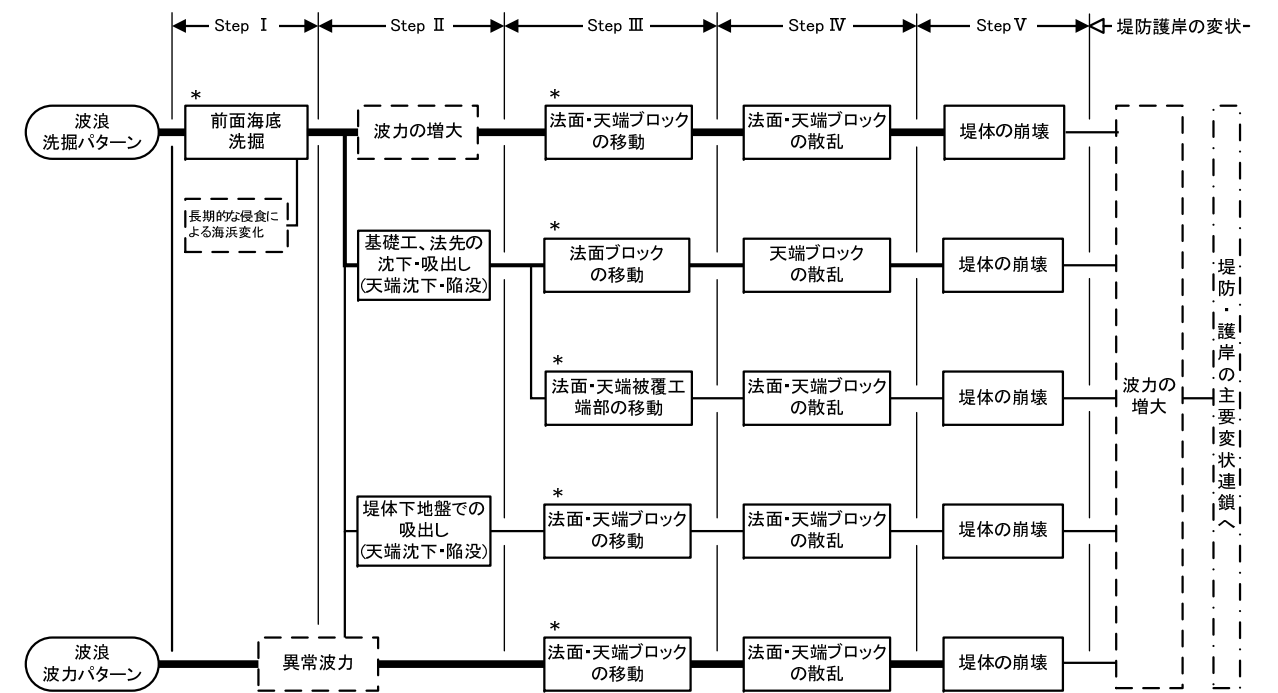 Step Ⅰ
Step Ⅱ
Step Ⅲ
Step Ⅳ
Step Ⅴ
堤防護岸の変状
波浪
洗掘パターン
*
前面海底
洗掘
波力の増大
*
法面・天端ブロック
の移動
法面・天端ブロック
の散乱
堤体の崩壊
長期的な侵食に
よる海浜変化
基礎工、法先の
沈下・吸出し
(天端沈下・陥没)
*
法面ブロック
の移動
天端ブロック
の散乱
堤体の崩壊
*
法面・天端被覆工
端部の移動
法面・天端ブロック
の散乱
堤体の崩壊
堤体下地盤での
吸出し
(天端沈下・陥没)
*
法面・天端ブロック
の移動
法面・天端ブロック
の散乱
堤体の崩壊
波浪
波力パターン
異常波力
*
法面・天端ブロック
の移動
法面・天端ブロック
の散乱
堤体の崩壊
波力の
増大
堤防・護岸の主要変状連鎖へ